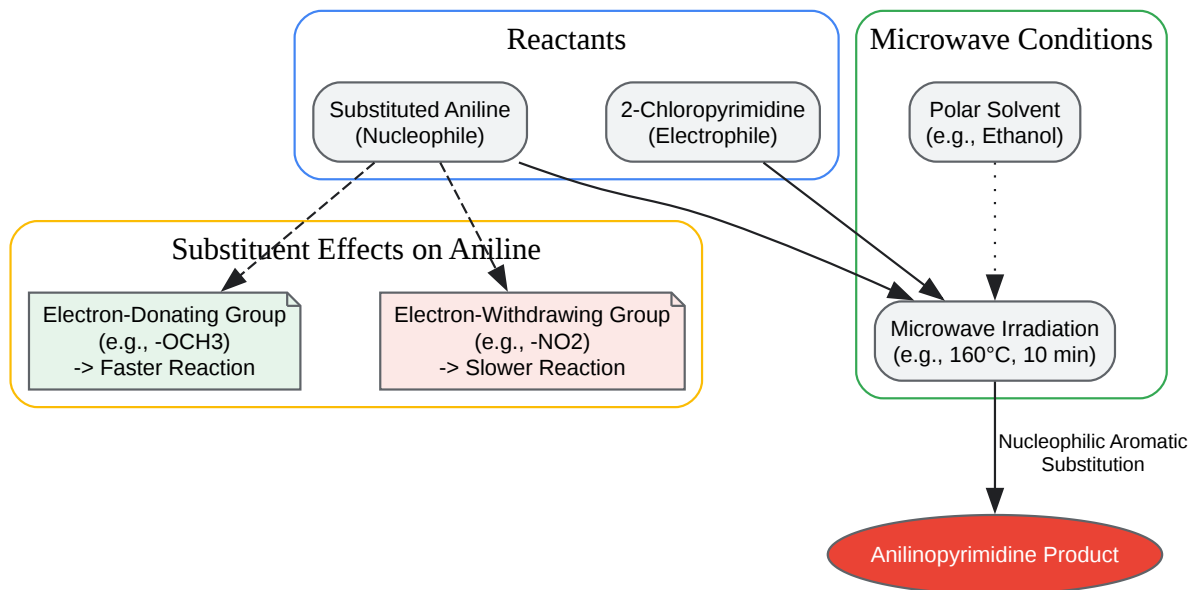 Reactants
Substituted Aniline
(Nucleophile)
2-Chloropyrimidine
(Electrophile)
Microwave Conditions
Polar Solvent
(e.g., Ethanol)
Substituent Effects on Aniline
Electron-Donating Group
(e.g., -OCH3)
-> Faster Reaction
Electron-Withdrawing Group
(e.g., -NO2)
-> Slower Reaction
Microwave Irradiation
(e.g., 160°C, 10 min)
Nucleophilic Aromatic
Substitution
Anilinopyrimidine Product